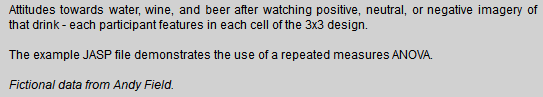 Attitudes towards water, wine, and beer after watching positive, neutral, or negative imagery of
that drink - each participant features in each cell of the 3x3 design.
The example JASP file demonstrates the use of a repeated measures ANOVA.
Fictional data from Andy Field.